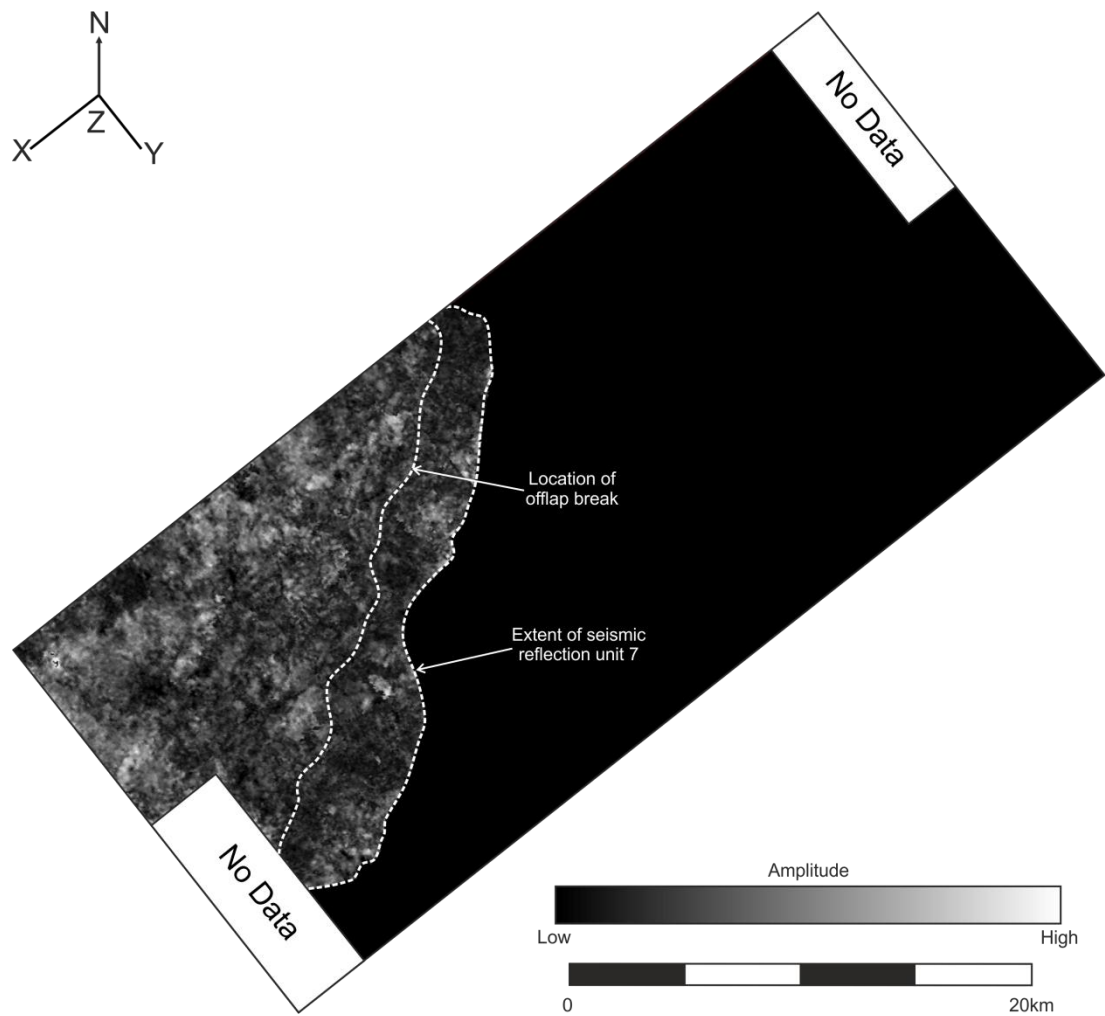 N
Z
X
Y
No Data
Location of
offlap break
Extent of seismic
reflection unit 7
No Data
Amplitude
Low
High
0
20km